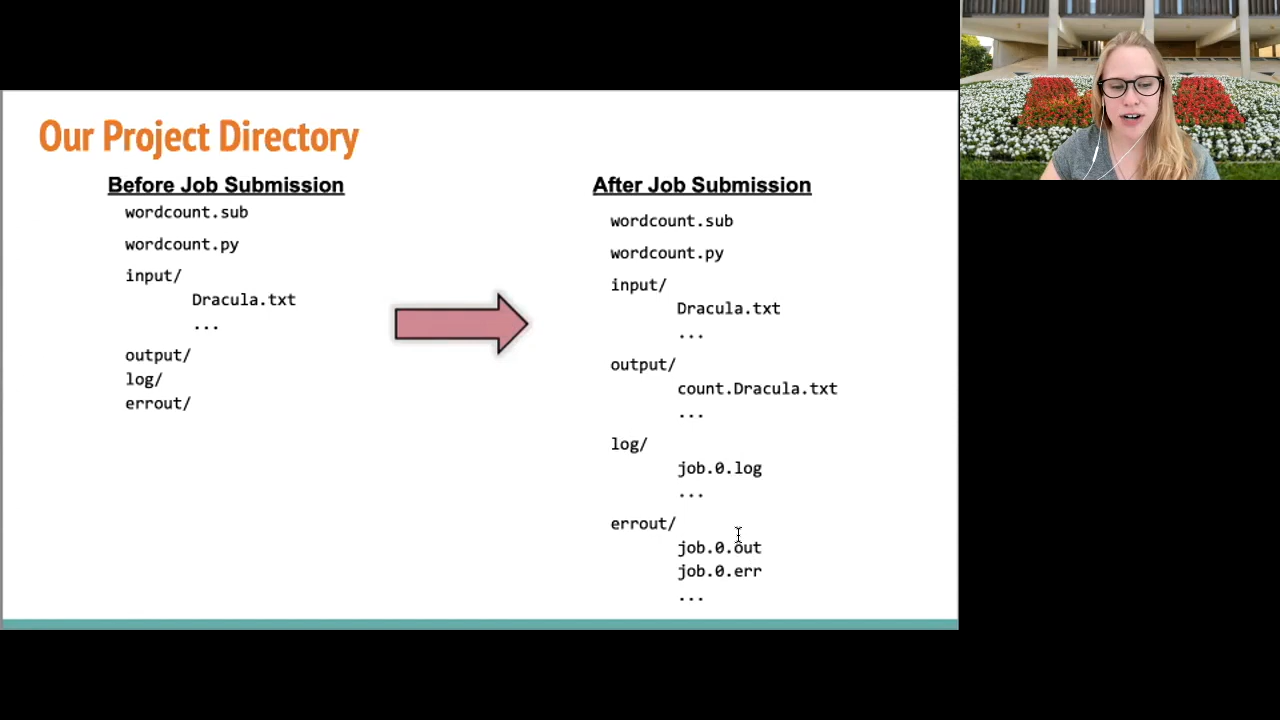 Our Project Directory
Before Job Submission
wordcount.sub
wordcount.py
input/
Dracula.txt
...
output/
log/
errout/
After Job Submission
wordcount.sub
wordcount.py
input/
Dracula.txt
...
output/
count.Dracula.txt
...
log/
job.0.log
...
errout/
job.0.out
job.0.err
...